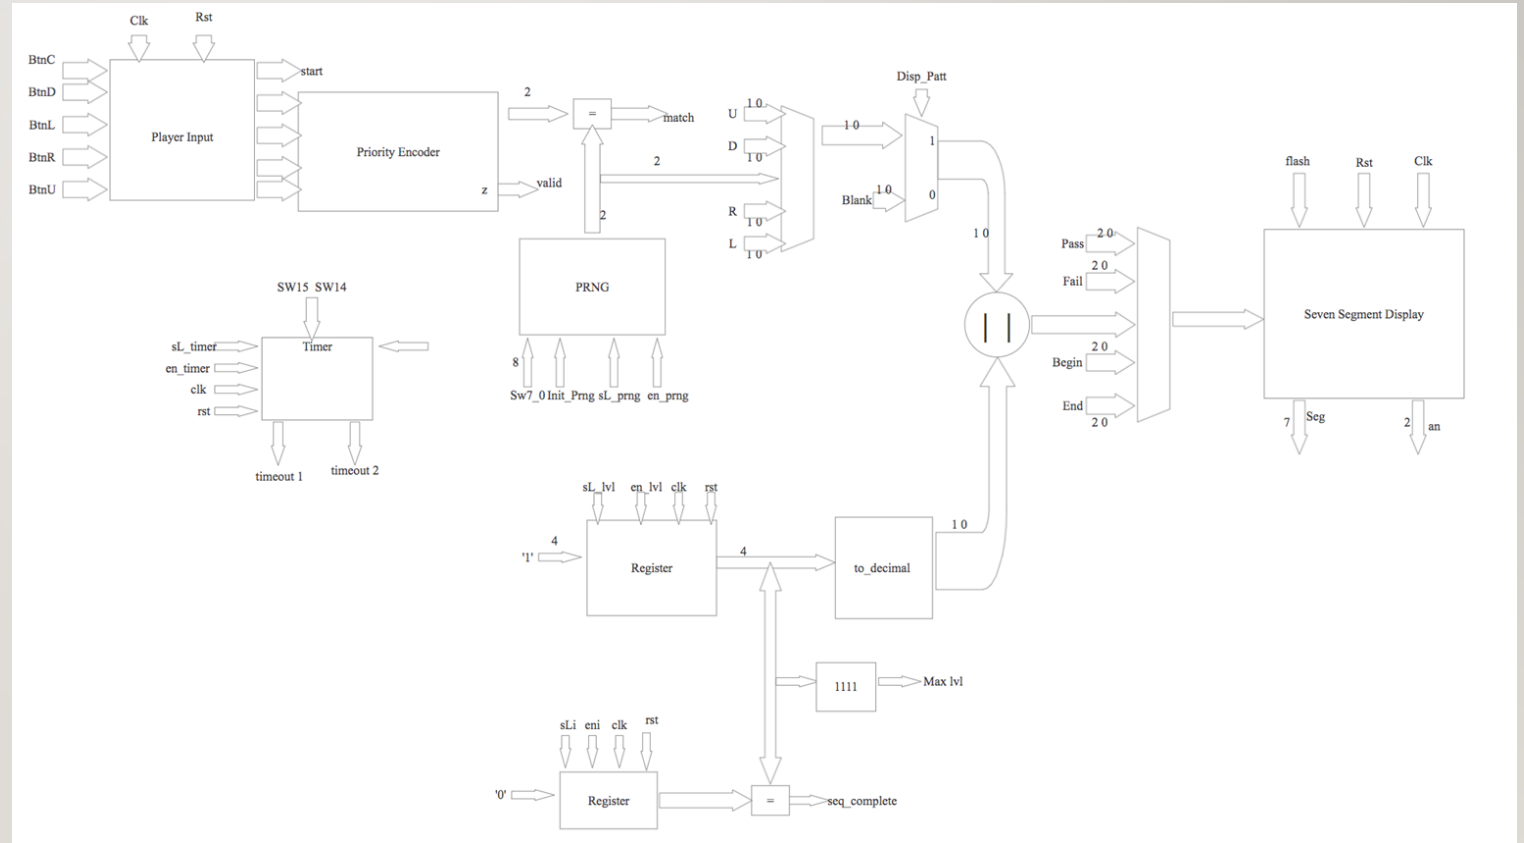 Clk
Rst
BtnC
BtnD
BtnL
BtnR
BtnU
Player Input
start
Priority Encoder
z
valid
2
=
match
2
2
PRNG
8
Sw7_0
Init_Prng
sL_prng
en_prng
U
10
D
10
R
10
L
10
Disp_Patt
10
1
0
Blank
10
10
||
SW15 SW14
sL_timer
en_timer
clk
rst
Timer
timeout 1
timeout 2
Pass
20
Fail
20
20
Begin
End
20
flash
Rst
Clk
Seven Segment Display
7
Seg
2
an
sL_lvl
en_lvl
clk
rst
'1'
4
Register
4
to_decimal
10
1111
Max lvl
sLi
eni
clk
rst
'0'
Register
=
seq_complete